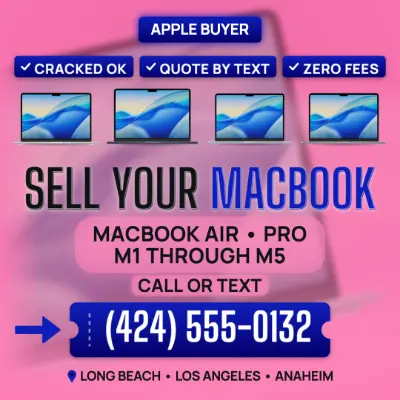 APPLE BUYER
✓ CRACKED OK ✓ QUOTE BY TEXT ✓ ZERO FEES
SELL YOUR MACBOOK
MACBOOK AIR • PRO
M1 THROUGH M5
CALL OR TEXT
(424) 555-0132
LONG BEACH • LOS ANGELES • ANAHEIM